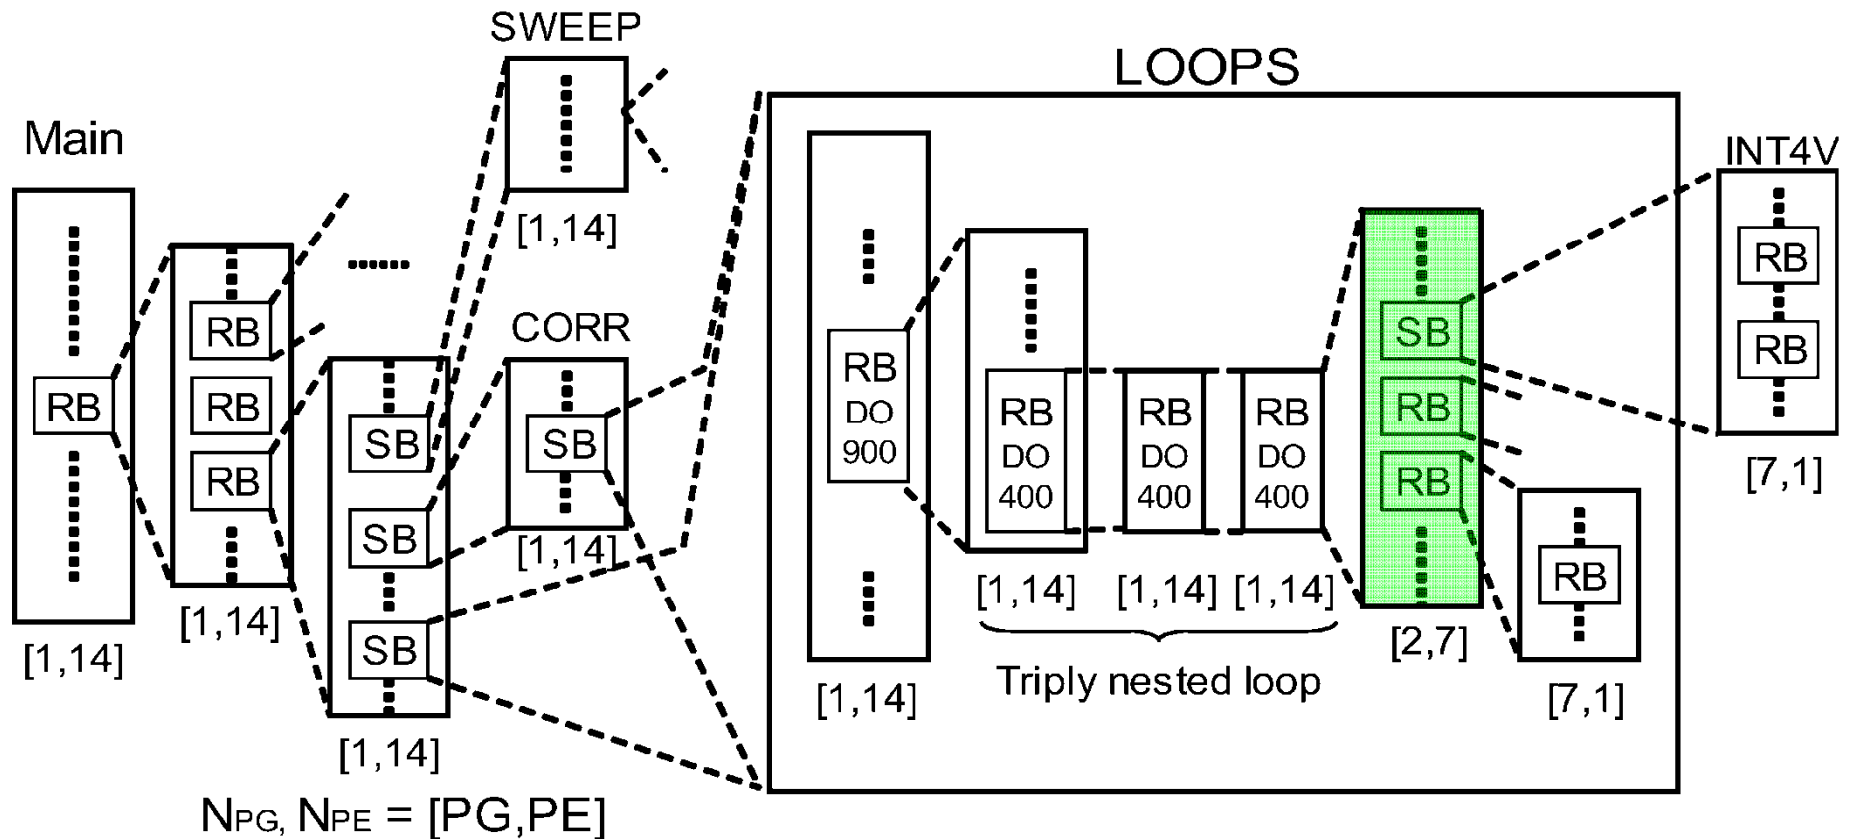 SWEEP
[1,14]
Main
RB
[1,14]
RB
RB
RB
[1,14]
SB
SB
SB
[1,14]
CORR
SB
[1,14]
NPG, NPE = [PG,PE]
LOOPS
RB
DO
900
[1,14]
RB
DO
400
[1,14]
RB
DO
400
[1,14]
RB
DO
400
[1,14]
Triply nested loop
SB
RB
RB
[2,7]
RB
[7,1]
INT4V
RB
RB
[7,1]